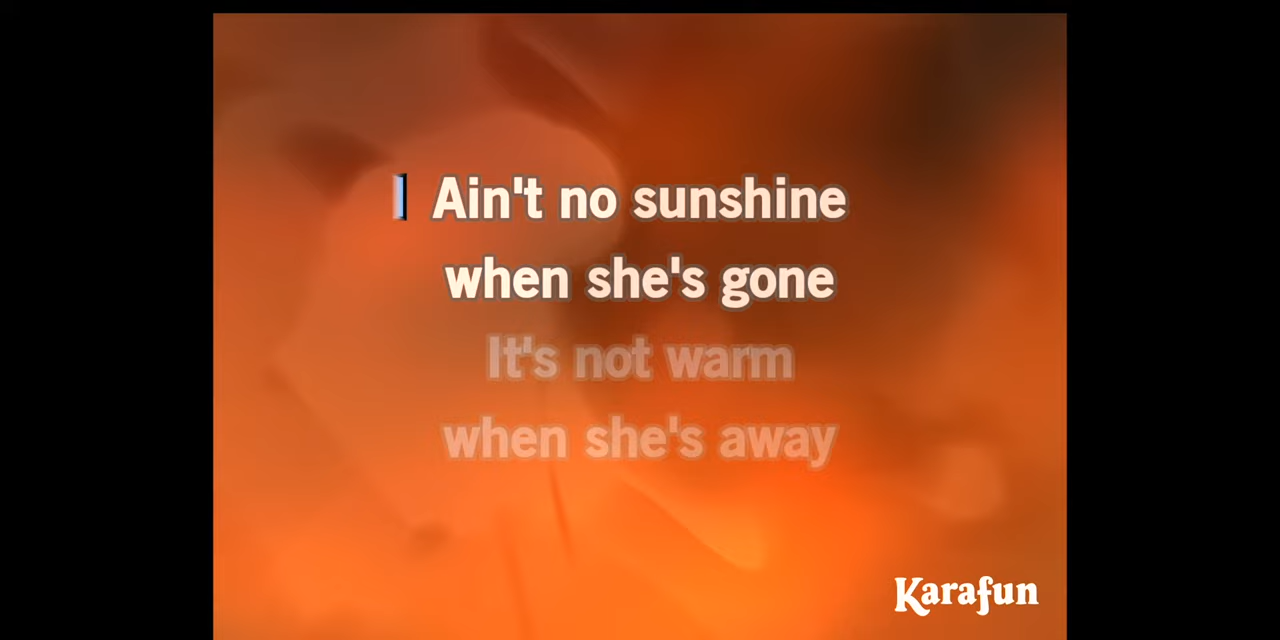 Ain't no sunshine
when she's gone
It's not warm
when she's away
Karafun